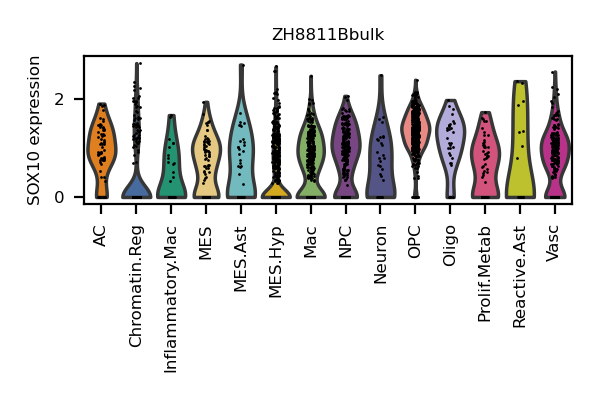 ZH8811Bbulk
SOX10 expression
2
0
AC
Chromatin.Reg
Inflammatory.Mac
MES
MES.Ast
MES.Hyp
Mac
NPC
Neuron
OPC
Oligo
Prolif.Metab
Reactive.Ast
Vasc